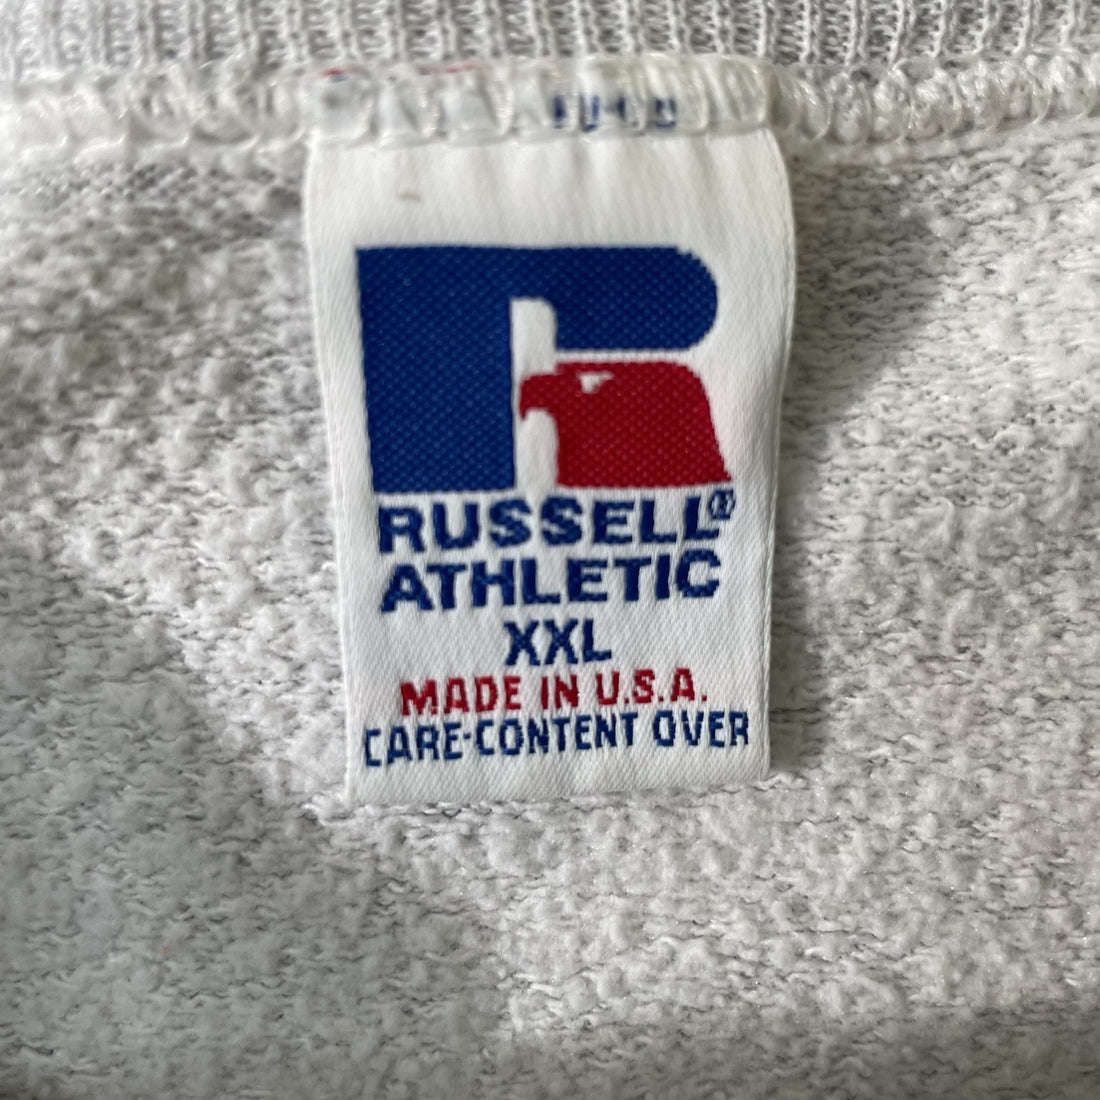 RUSSELL®
ATHLETIC
XXL
MADE IN U.S.A.
CARE-CONTENT OVER